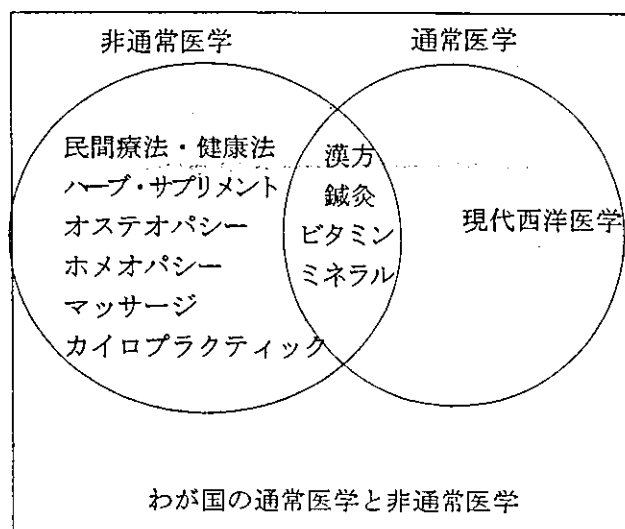 非通常医学
通常医学
民間療法・健康法
ハーブ・サプリメント
オステオパシー
ホメオパシー
マッサージ
カイロプラクティック
漢方
鍼灸
ビタミン
ミネラル
現代西洋医学
わが国の通常医学と非通常医学